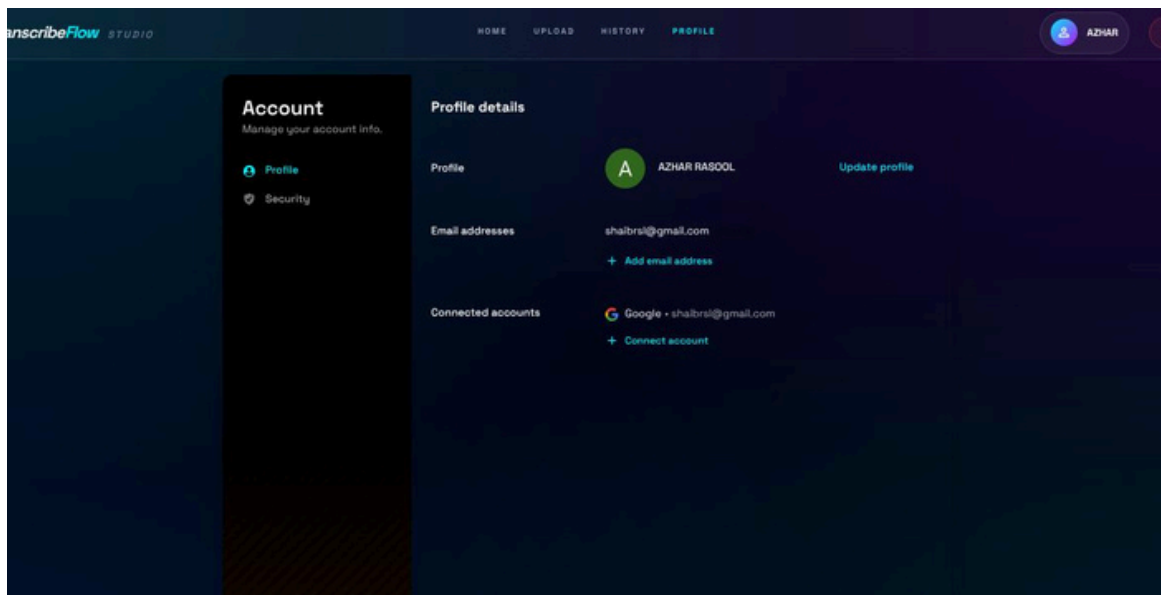 anscribeFlow STUDIO
HOME UPLOAD HISTORY PROFILE
AZHAR
Account
Manage your account info.
Profile
Security
Profile details
Profile
A
AZHAR RASOOL
Update profile
Email addresses
shaibrsl@gmail.com
+ Add email address
Connected accounts
Google • shaibrsl@gmail.com
+ Connect account